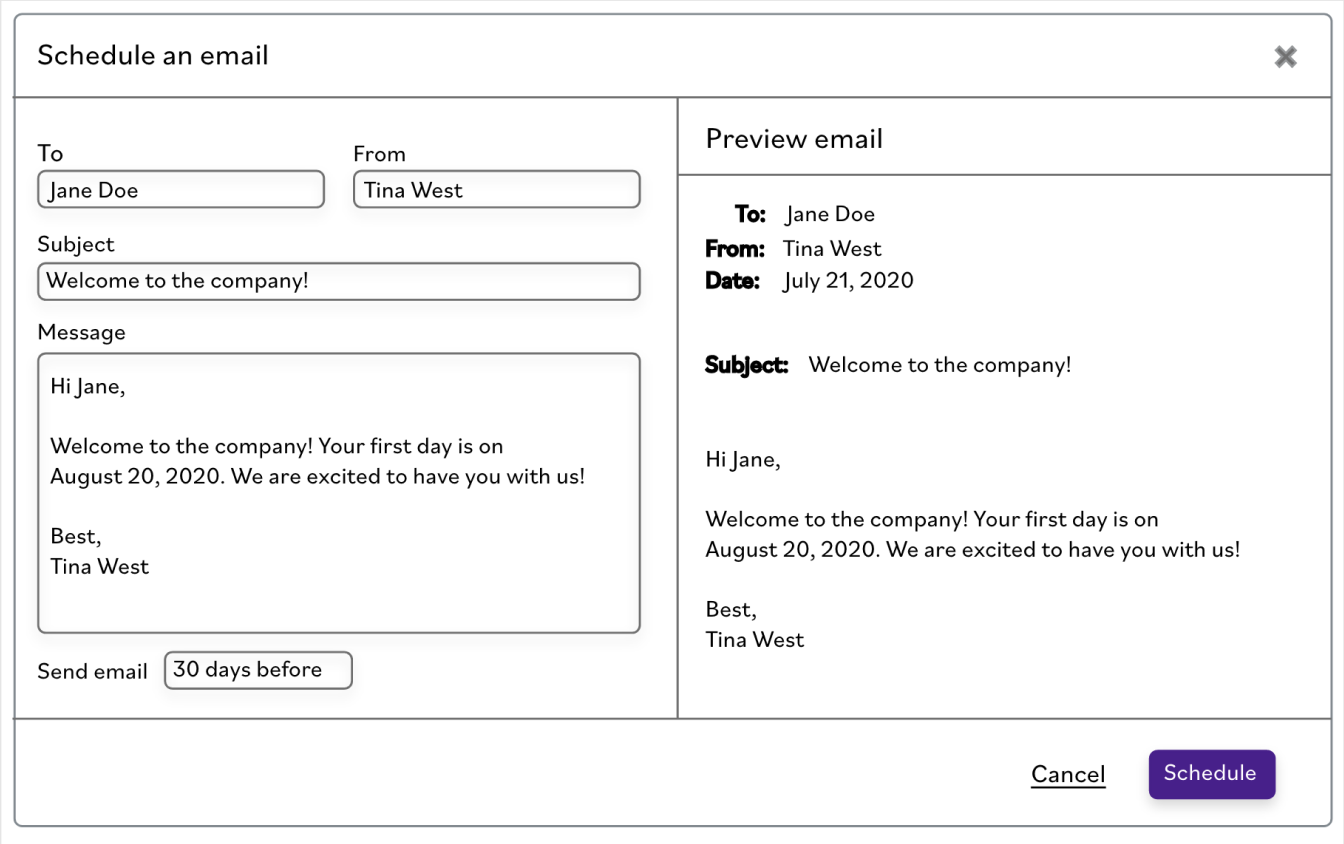 Schedule an email
To
From
Jane Doe
Tina West
Subject
Welcome to the company!
Message
Hi Jane,
Welcome to the company! Your first day is on
August 20, 2020. We are excited to have you with us!
Best,
Tina West
Send email 30 days before
Preview email
To: Jane Doe
From: Tina West
Date: July 21, 2020
Subject: Welcome to the company!
Hi Jane,
Welcome to the company! Your first day is on
August 20, 2020. We are excited to have you with us!
Best,
Tina West
Cancel
Schedule